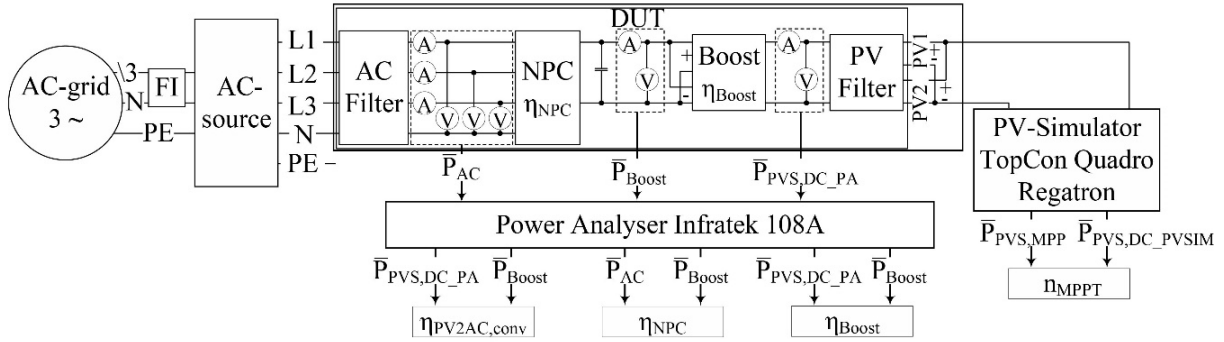 DUT
AC-grid
3 ~
\3
N
PE
FI
AC-
source
L1
L2
L3
N
PE
AC
Filter
A
A
A
V
V
V
NPC
ηNPC
A
V
+
-
Boost
ηBoost
A
V
PV
Filter
PV1
PV2
+
-
+
-
PV-Simulator
TopCon Quadro
Regatron
P̅AC
P̅Boost
P̅PVS,DC_PA
Power Analyser Infratek 108A
P̅PVS,MPP
P̅PVS,DC_PVSIM
P̅PVS,DC_PA
P̅Boost
P̅AC
P̅Boost
P̅PVS,DC_PA
P̅Boost
nMPPT
ηPV2AC,conv
ηNPC
ηBoost